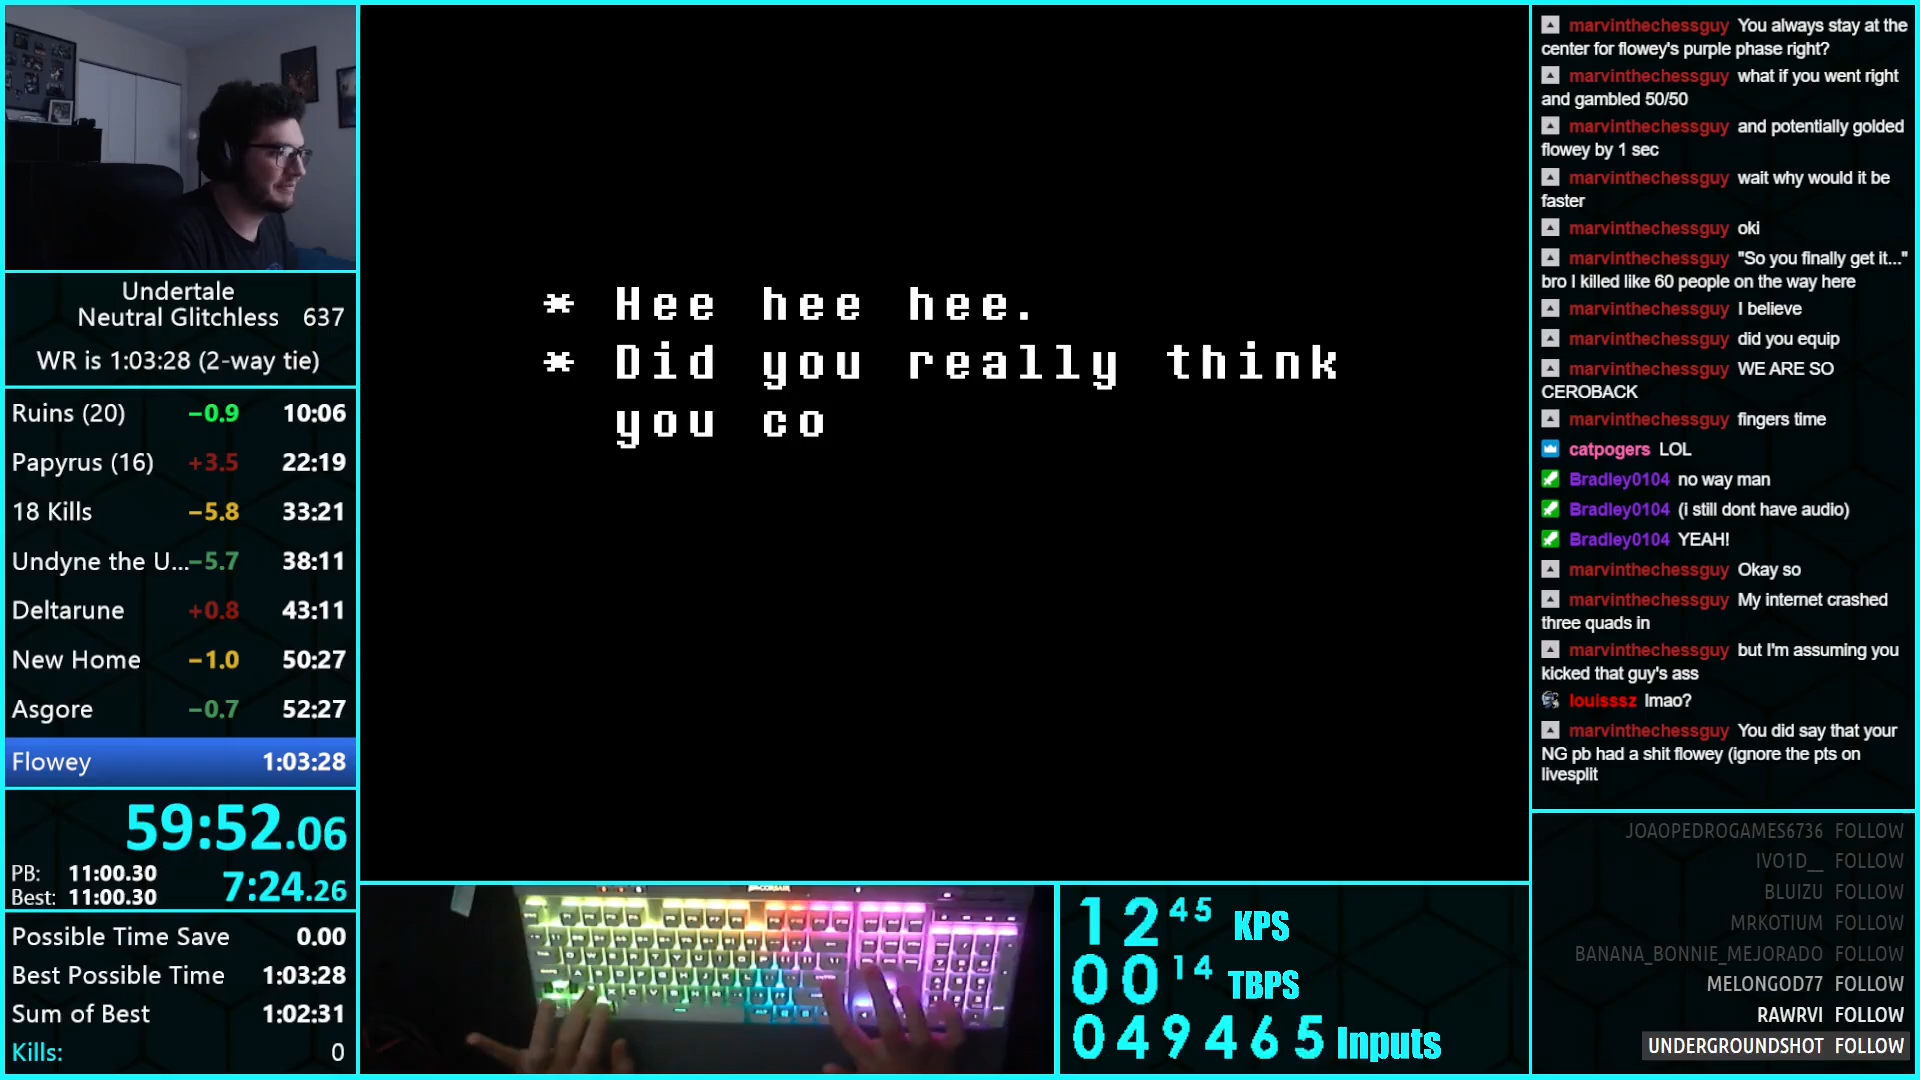 Undertale
Neutral Glitchless 637
WR is 1:03:28 (2-way tie)
Ruins (20) −0.9 10:06
Papyrus (16) +3.5 22:19
18 Kills −5.8 33:21
Undyne the U...−5.7 38:11
Deltarune +0.8 43:11
New Home −1.0 50:27
Asgore −0.7 52:27
Flowey 1:03:28
59:52.06
PB: 11:00.30
Best: 11:00.30
7:24.26
Possible Time Save 0.00
Best Possible Time 1:03:28
Sum of Best 1:02:31
Kills: 0
* Hee hee hee.
* Did you really think
you co
12 45 KPS
00 14 TBPS
049465 Inputs
marvinthechessguy You always stay at the
center for flowey's purple phase right?
marvinthechessguy what if you went right
and gambled 50/50
marvinthechessguy and potentially golded
flowey by 1 sec
marvinthechessguy wait why would it be
faster
marvinthechessguy oki
marvinthechessguy "So you finally get it..."
bro I killed like 60 people on the way here
marvinthechessguy I believe
marvinthechessguy did you equip
marvinthechessguy WE ARE SO
CEROBACK
marvinthechessguy fingers time
catpogers LOL
Bradley0104 no way man
Bradley0104 (i still dont have audio)
Bradley0104 YEAH!
marvinthechessguy Okay so
marvinthechessguy My internet crashed
three quads in
marvinthechessguy but I'm assuming you
kicked that guy's ass
louisssz lmao?
marvinthechessguy You did say that your
NG pb had a shit flowey (ignore the pts on
livesplit
JOAOPEDROGAMES6736 FOLLOW
IVO1D__ FOLLOW
BLUIZU FOLLOW
MRKOTIUM FOLLOW
BANANA_BONNIE_MEJORADO FOLLOW
MELONGOD77 FOLLOW
RAWRVI FOLLOW
UNDERGROUNDSHOT FOLLOW